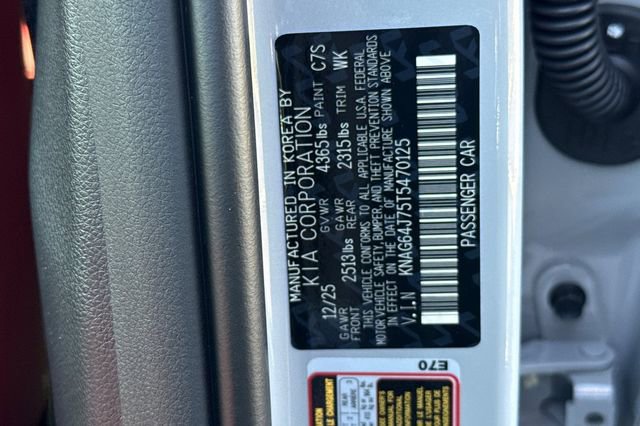 MANUFACTURED IN KOREA BY
KIA CORPORATION
12/25 GVWR 4365lbs PAINT C7S
GAWR FRONT 2513lbs GAWR REAR 2315lbs TRIM WK
THIS VEHICLE CONFORMS TO ALL APPLICABLE U.S.A. FEDERAL
MOTOR VEHICLE SAFETY, BUMPER, AND THEFT PREVENTION STANDARDS
IN EFFECT ON THE DATE OF MANUFACTURE SHOWN ABOVE
V.I.N KNAG64J75T5470125
PASSENGER CAR
E70